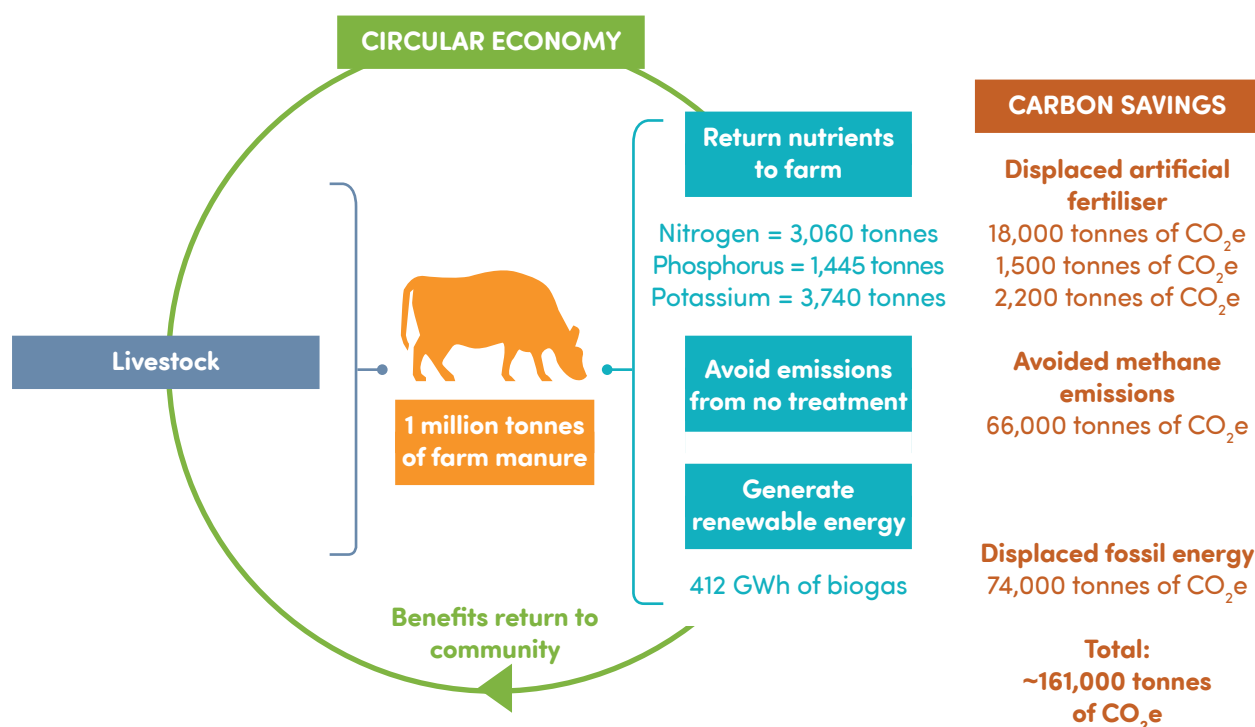 CIRCULAR ECONOMY
Livestock
1 million tonnes
of farm manure
Return nutrients
to farm
Nitrogen = 3,060 tonnes
Phosphorus = 1,445 tonnes
Potassium = 3,740 tonnes
Avoid emissions
from no treatment
Generate
renewable energy
412 GWh of biogas
Benefits return to
community
CARBON SAVINGS
Displaced artificial
fertiliser
18,000 tonnes of CO₂e
1,500 tonnes of CO₂e
2,200 tonnes of CO₂e
Avoided methane
emissions
66,000 tonnes of CO₂e
Displaced fossil energy
74,000 tonnes of CO₂e
Total:
~161,000 tonnes
of CO₂e